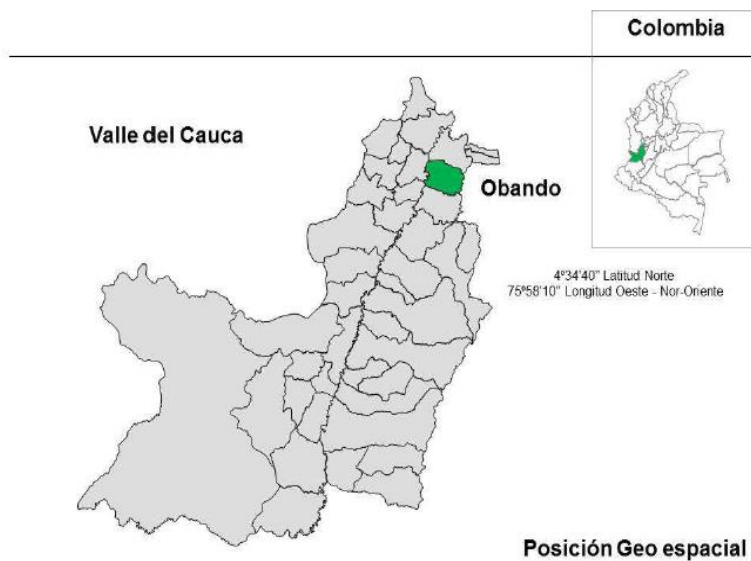 Colombia
Valle del Cauca
Obando
4º34'40" Latitud Norte
75º58'10" Longitud Oeste - Nor-Oriente
Posición Geo espacial